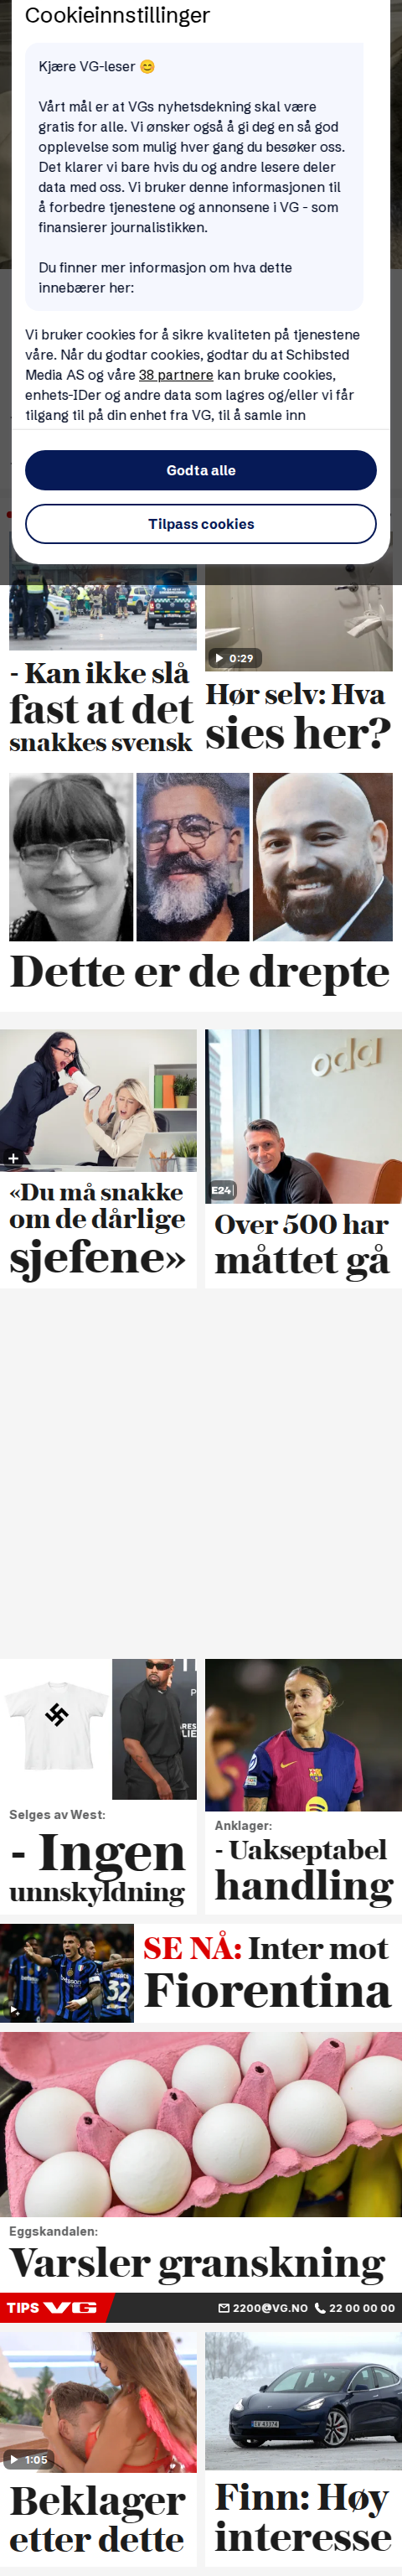 Cookieinnstillinger
Kjære VG-leser 😊
Vårt mål er at VGs nyhetsdekning skal være
gratis for alle. Vi ønsker også å gi deg en så god
opplevelse som mulig hver gang du besøker oss.
Det klarer vi bare hvis du og andre lesere deler
data med oss. Vi bruker denne informasjonen til
å forbedre tjenestene og annonsene i VG - som
finansierer journalistikken.
Du finner mer informasjon om hva dette
innebærer her:
Vi bruker cookies for å sikre kvaliteten på tjenestene
våre. Når du godtar cookies, godtar du at Schibsted
Media AS og våre 38 partnere kan bruke cookies,
enhets-IDer og andre data som lagres og/eller vi får
tilgang til på din enhet fra VG, til å samle inn
Godta alle
Tilpass cookies
- Kan ikke slå
fast at det
snakkes svensk
0:29
Hør selv: Hva
sies her?
Dette er de drepte
«Du må snakke
om de dårlige
sjefene»
odd
E24
Over 500 har
måttet gå
Selges av West:
- Ingen
unnskyldning
Anklager:
- Uakseptabel
handling
SE NÅ: Inter mot
Fiorentina
32
Eggskandalen:
Varsler granskning
TIPS VG
2200@VG.NO 22 00 00 00
1:05
Beklager
etter dette
Finn: Høy
interesse